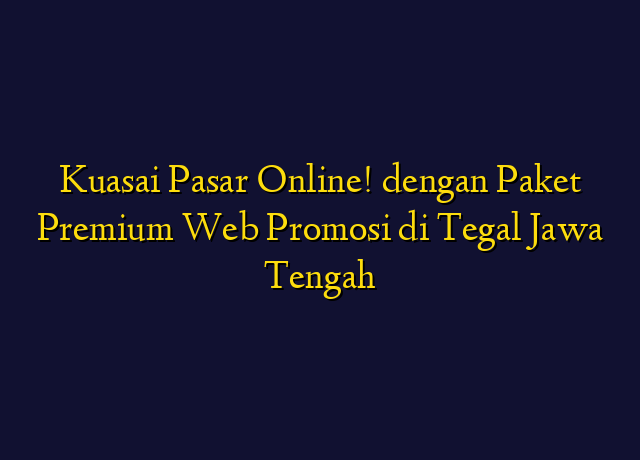 Kuasai Pasar Online! dengan Paket
Premium Web Promosi di Tegal Jawa
Tengah